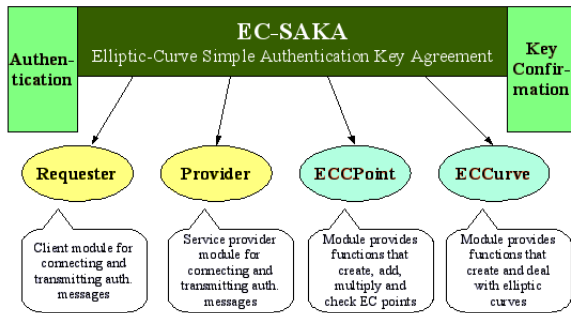 EC-SAKA
Elliptic-Curve Simple Authentication Key Agreement
Authen-
tication
Key
Confir-
mation
Requester
Provider
ECCPoint
ECCurve
Client module for
connecting and
transmitting auth.
messages
Service provider
module for
connecting and
transmitting auth.
messages
Module provides
functions that
create, add,
multiply and
check EC points
Module provides
functions that
create and deal
with elliptic
curves